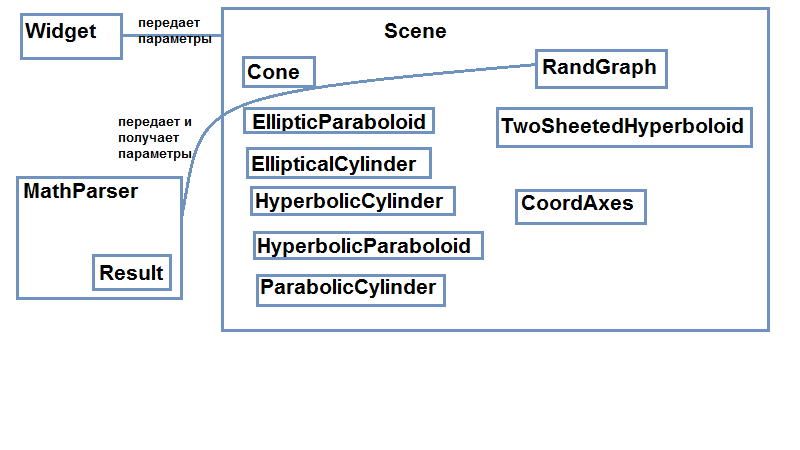 Widget
передает
параметры
Scene
Cone
RandGraph
передает и
получает
параметры
EllipticParaboloid
TwoSheetedHyperboloid
EllipticalCylinder
MathParser
HyperbolicCylinder
CoordAxes
HyperbolicParaboloid
Result
ParabolicCylinder